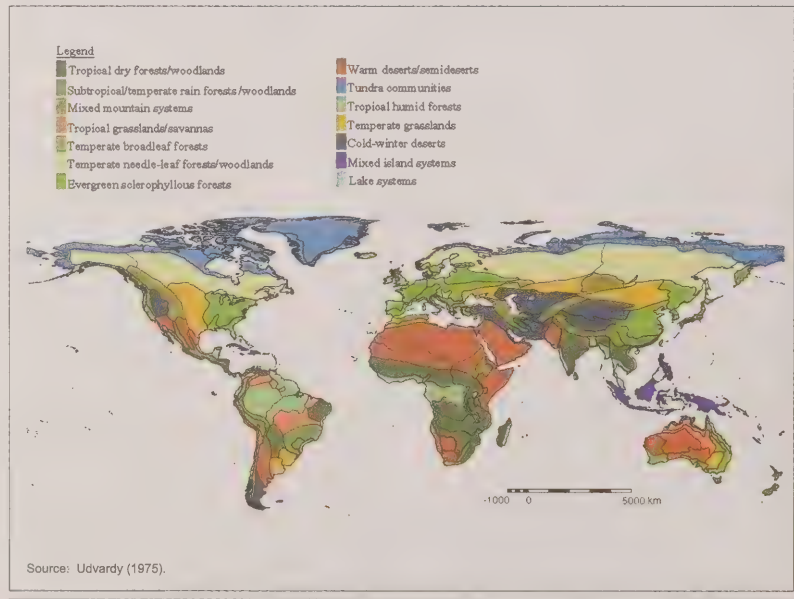 Legend
Tropical dry forests/woodlands
Subtropical/temperate rain forests/woodlands
Mixed mountain systems
Tropical grasslands/savannas
Temperate broadleaf forests
Temperate needle-leaf forests/woodlands
Evergreen sclerophyllous forests
Warm deserts/semideserts
Tundra communities
Tropical humid forests
Temperate grasslands
Cold-winter deserts
Mixed island systems
Lake systems
-1000 0 5000 km
Source: Udvardy (1975).